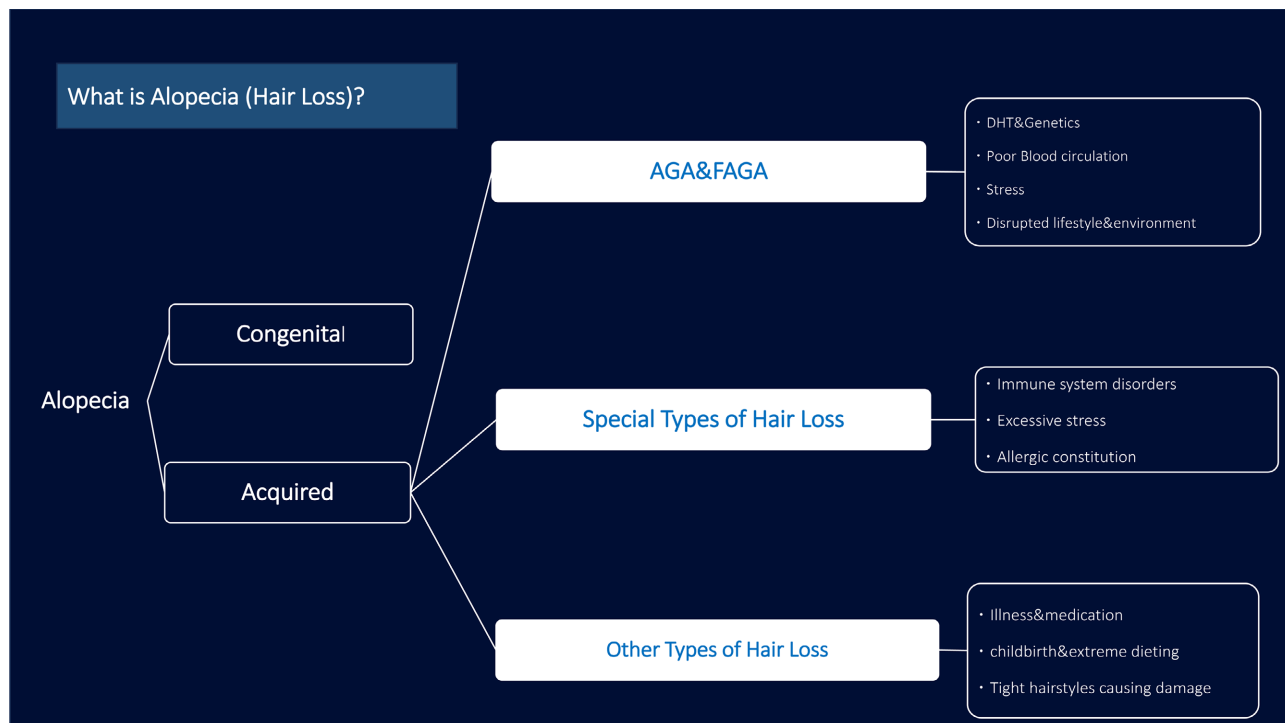 What is Alopecia (Hair Loss)?
AGA&FAGA
・DHT&Genetics
・Poor Blood circulation
・Stress
・Disrupted lifestyle&environment
Alopecia
Congenital
Acquired
Special Types of Hair Loss
・Immune system disorders
・Excessive stress
・Allergic constitution
Other Types of Hair Loss
・Illness&medication
・childbirth&extreme dieting
・Tight hairstyles causing damage